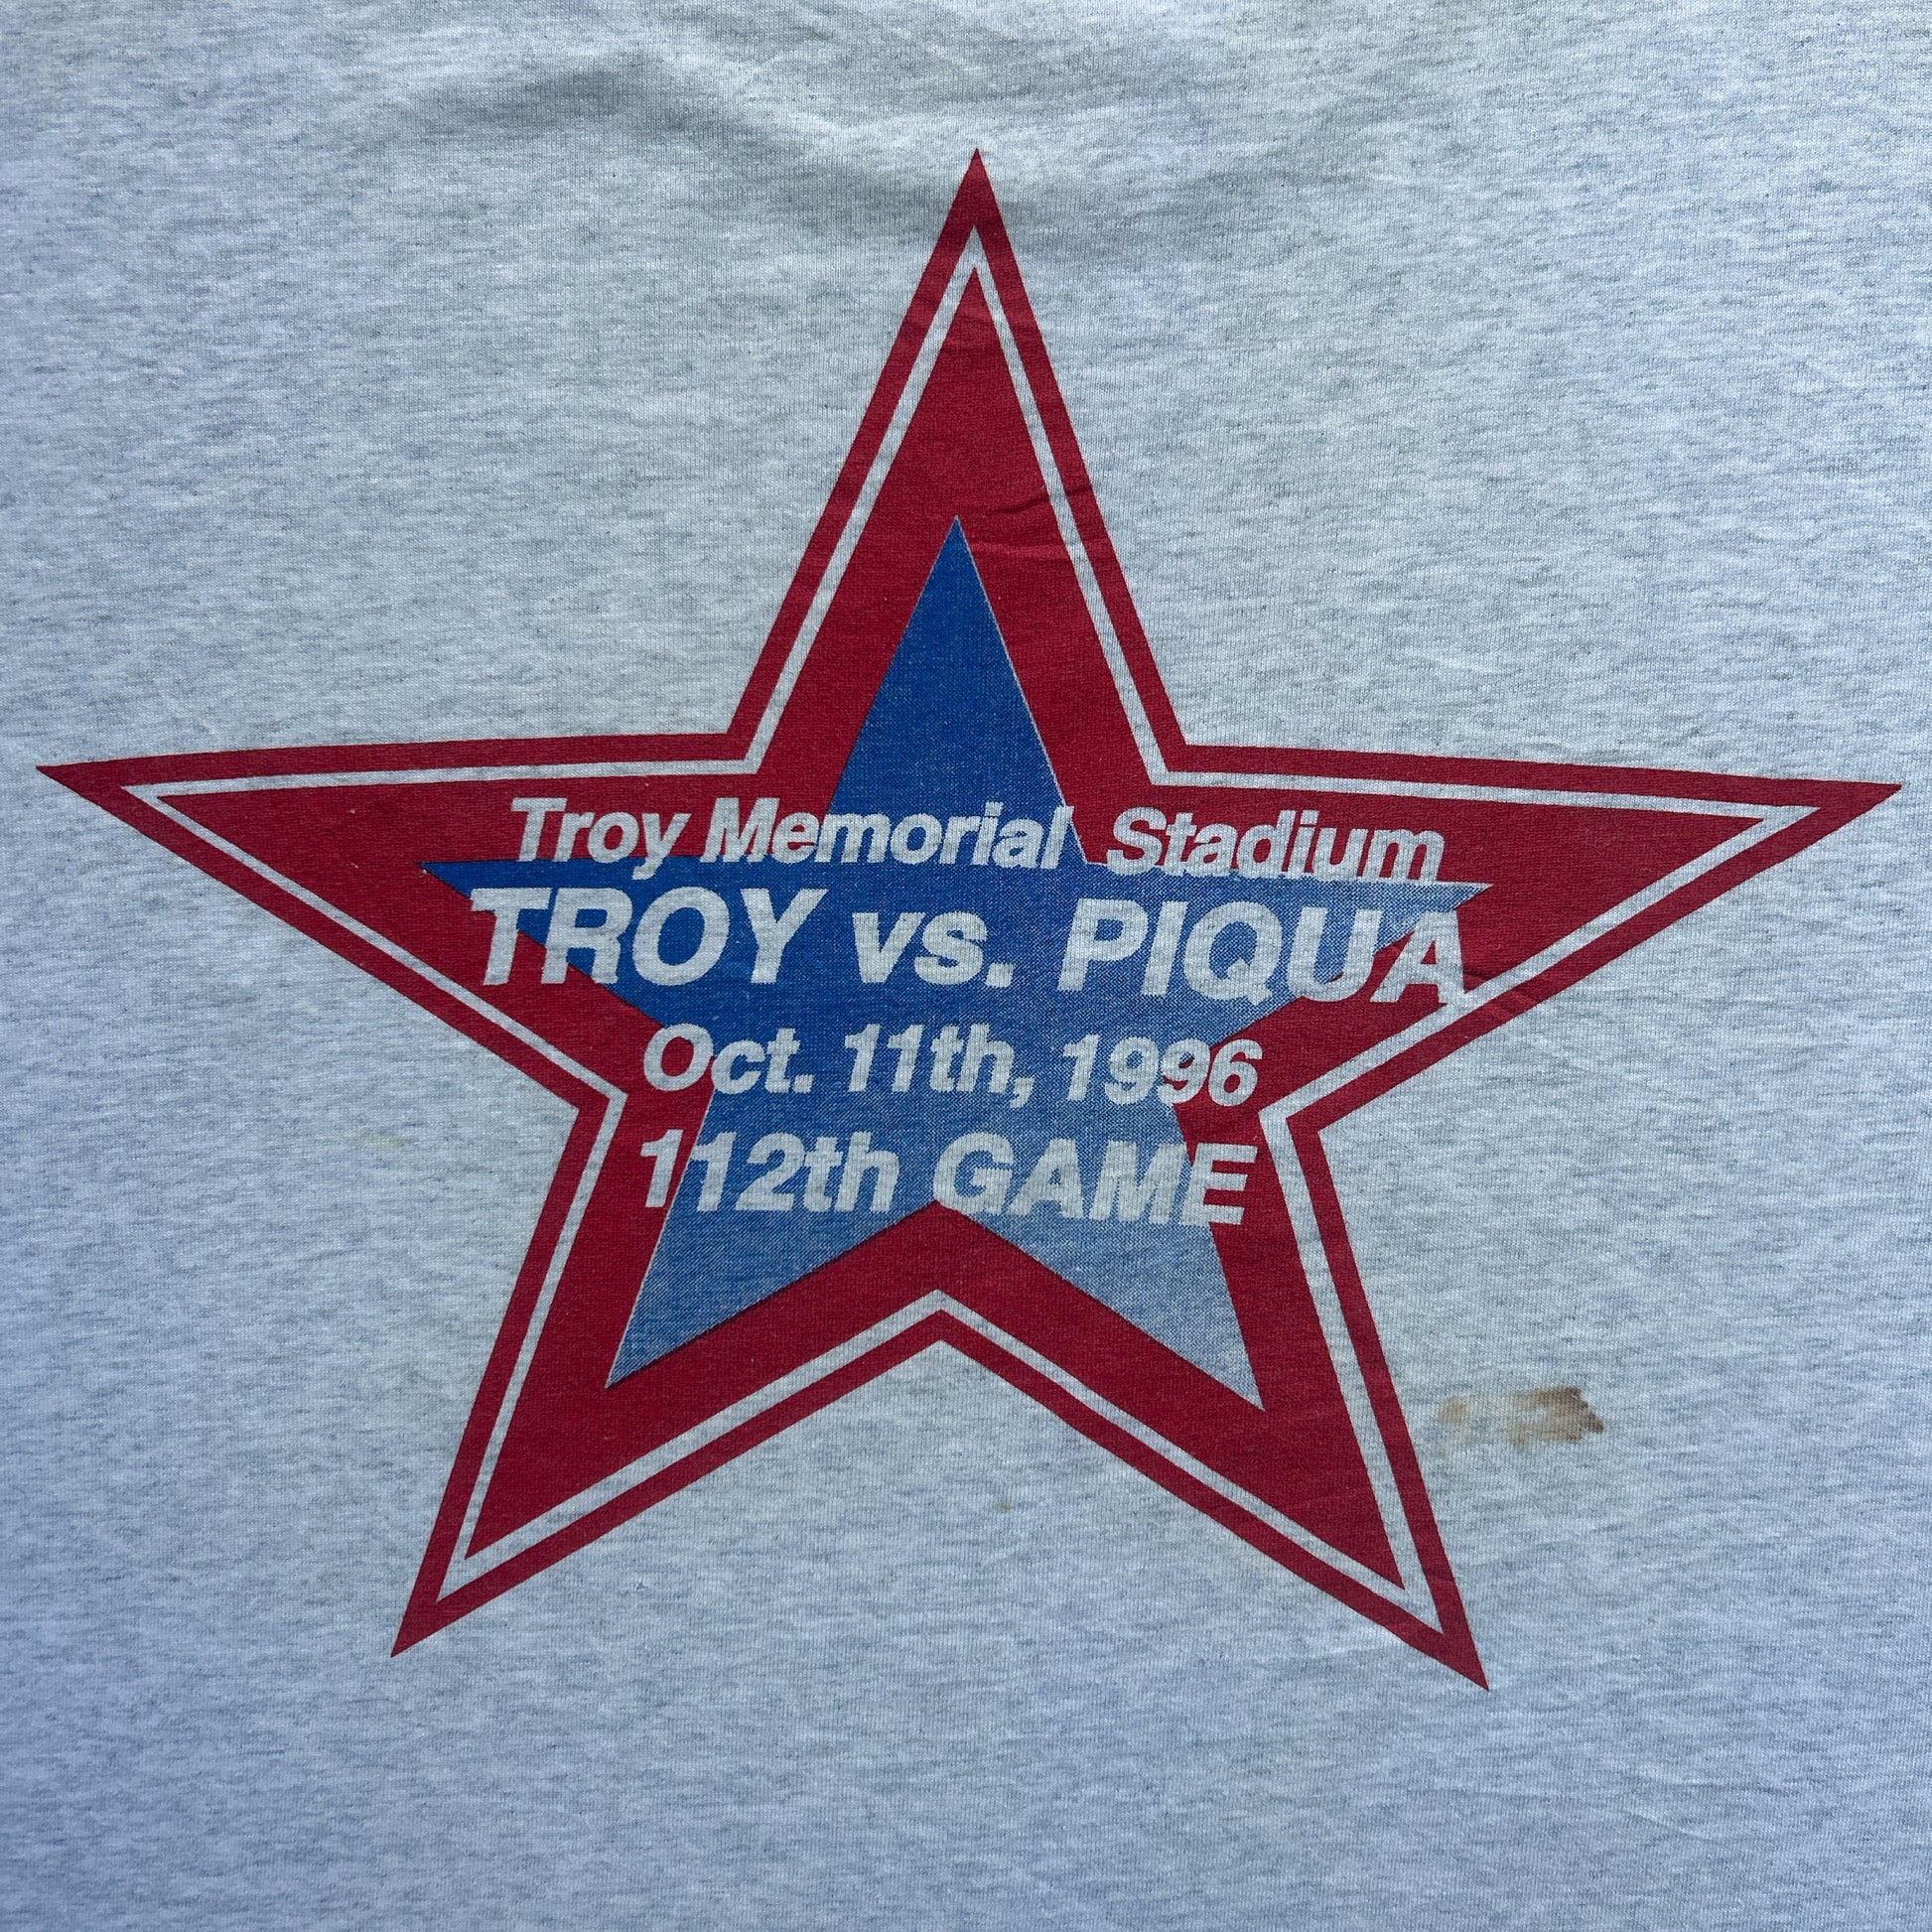 Troy Memorial Stadium
TROY vs. PIQUA
Oct. 11th, 1996
112th GAME